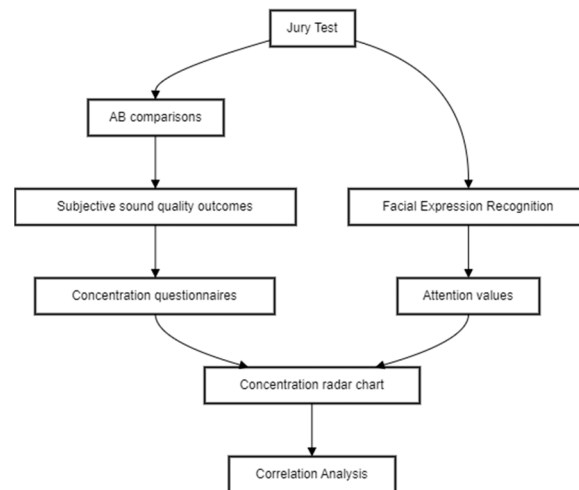 Jury Test
AB comparisons
Subjective sound quality outcomes
Facial Expression Recognition
Concentration questionnaires
Attention values
Concentration radar chart
Correlation Analysis